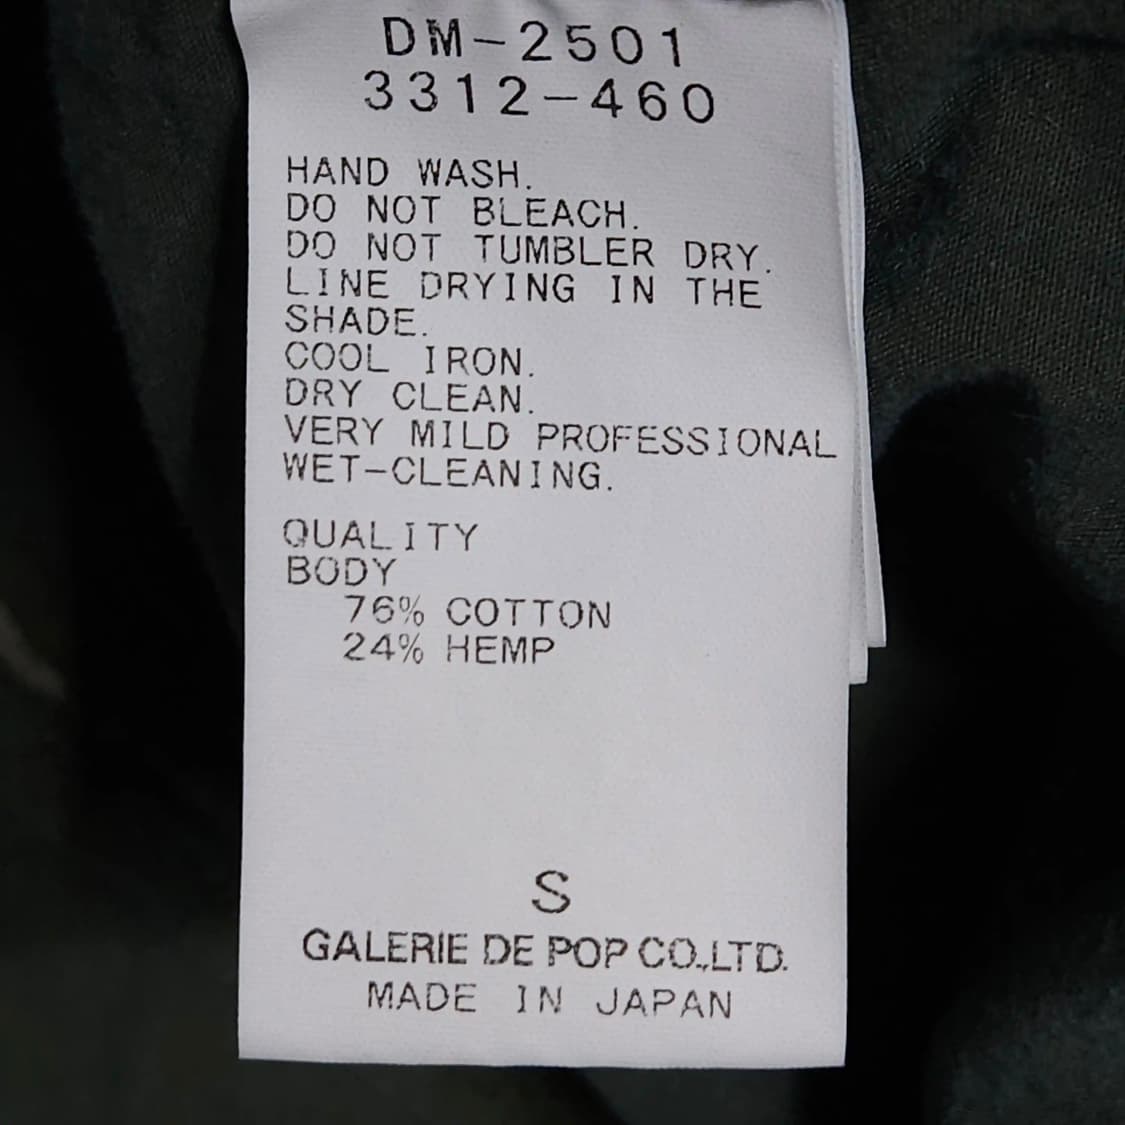 DM-2501
3312-460
HAND WASH.
DO NOT BLEACH.
DO NOT TUMBLER DRY.
LINE DRYING IN THE
SHADE.
COOL IRON.
DRY CLEAN.
VERY MILD PROFESSIONAL
WET-CLEANING.
QUALITY
BODY
76% COTTON
24% HEMP
S
GALERIE DE POP CO.,LTD.
MADE IN JAPAN